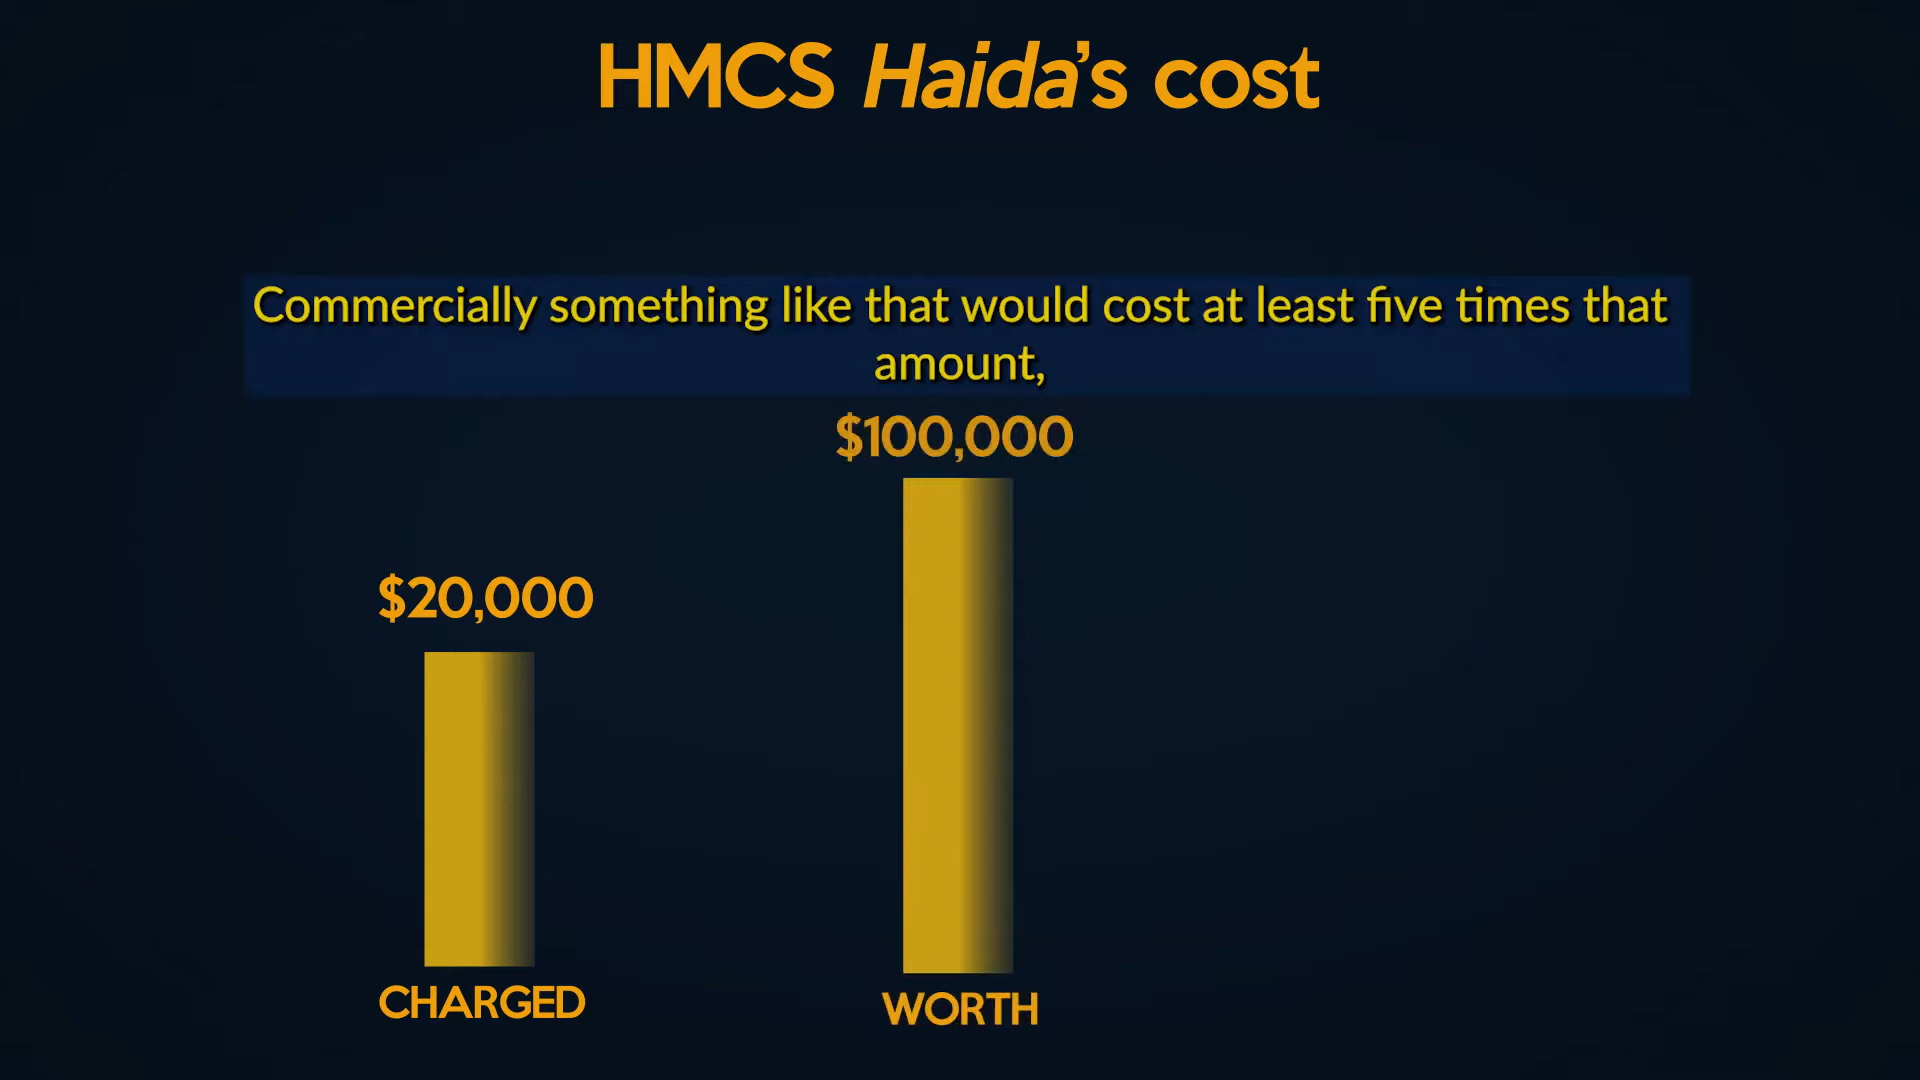 HMCS Haida’s cost
Commercially something like that would cost at least five times that
amount,
$100,000
$20,000
CHARGED
WORTH